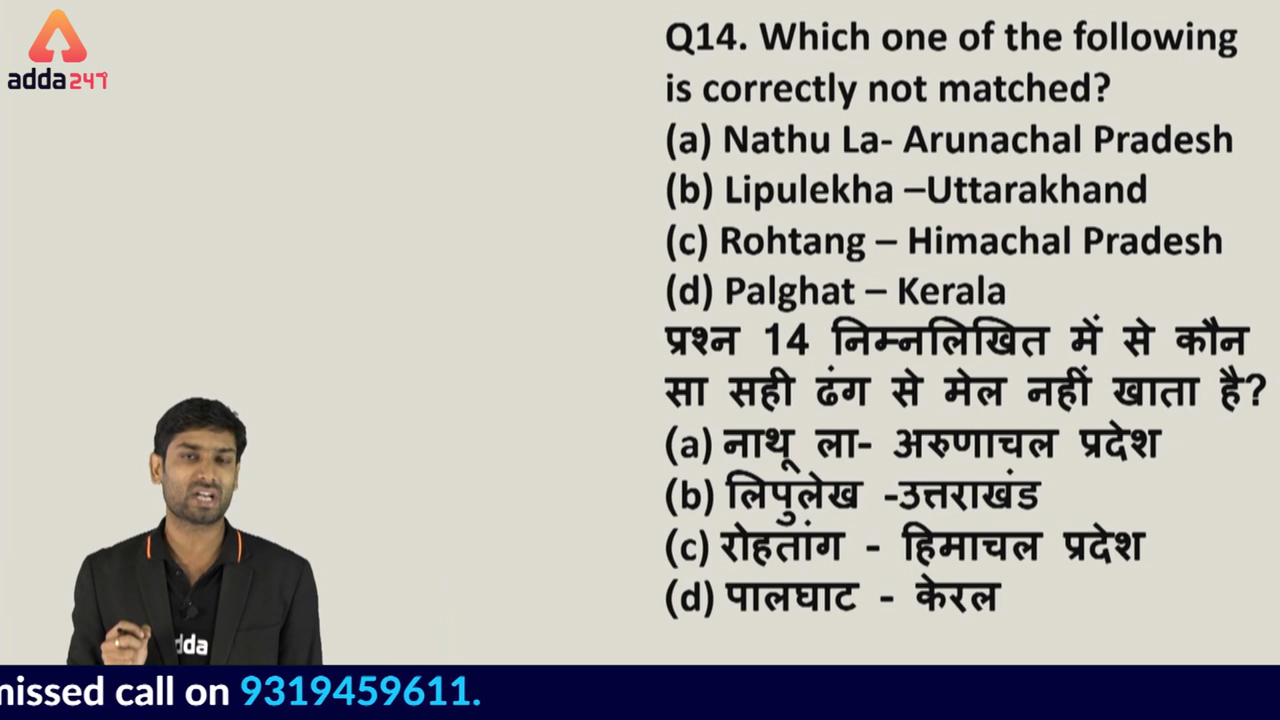 adda247
Q14. Which one of the following
is correctly not matched?
(a) Nathu La- Arunachal Pradesh
(b) Lipulekha –Uttarakhand
(c) Rohtang – Himachal Pradesh
(d) Palghat – Kerala
प्रश्न 14 निम्नलिखित में से कौन
सा सही ढंग से मेल नहीं खाता है?
(a) नाथू ला- अरुणाचल प्रदेश
(b) लिपुलेख -उत्तराखंड
(c) रोहतांग - हिमाचल प्रदेश
(d) पालघाट - केरल
dda
missed call on 9319459611.